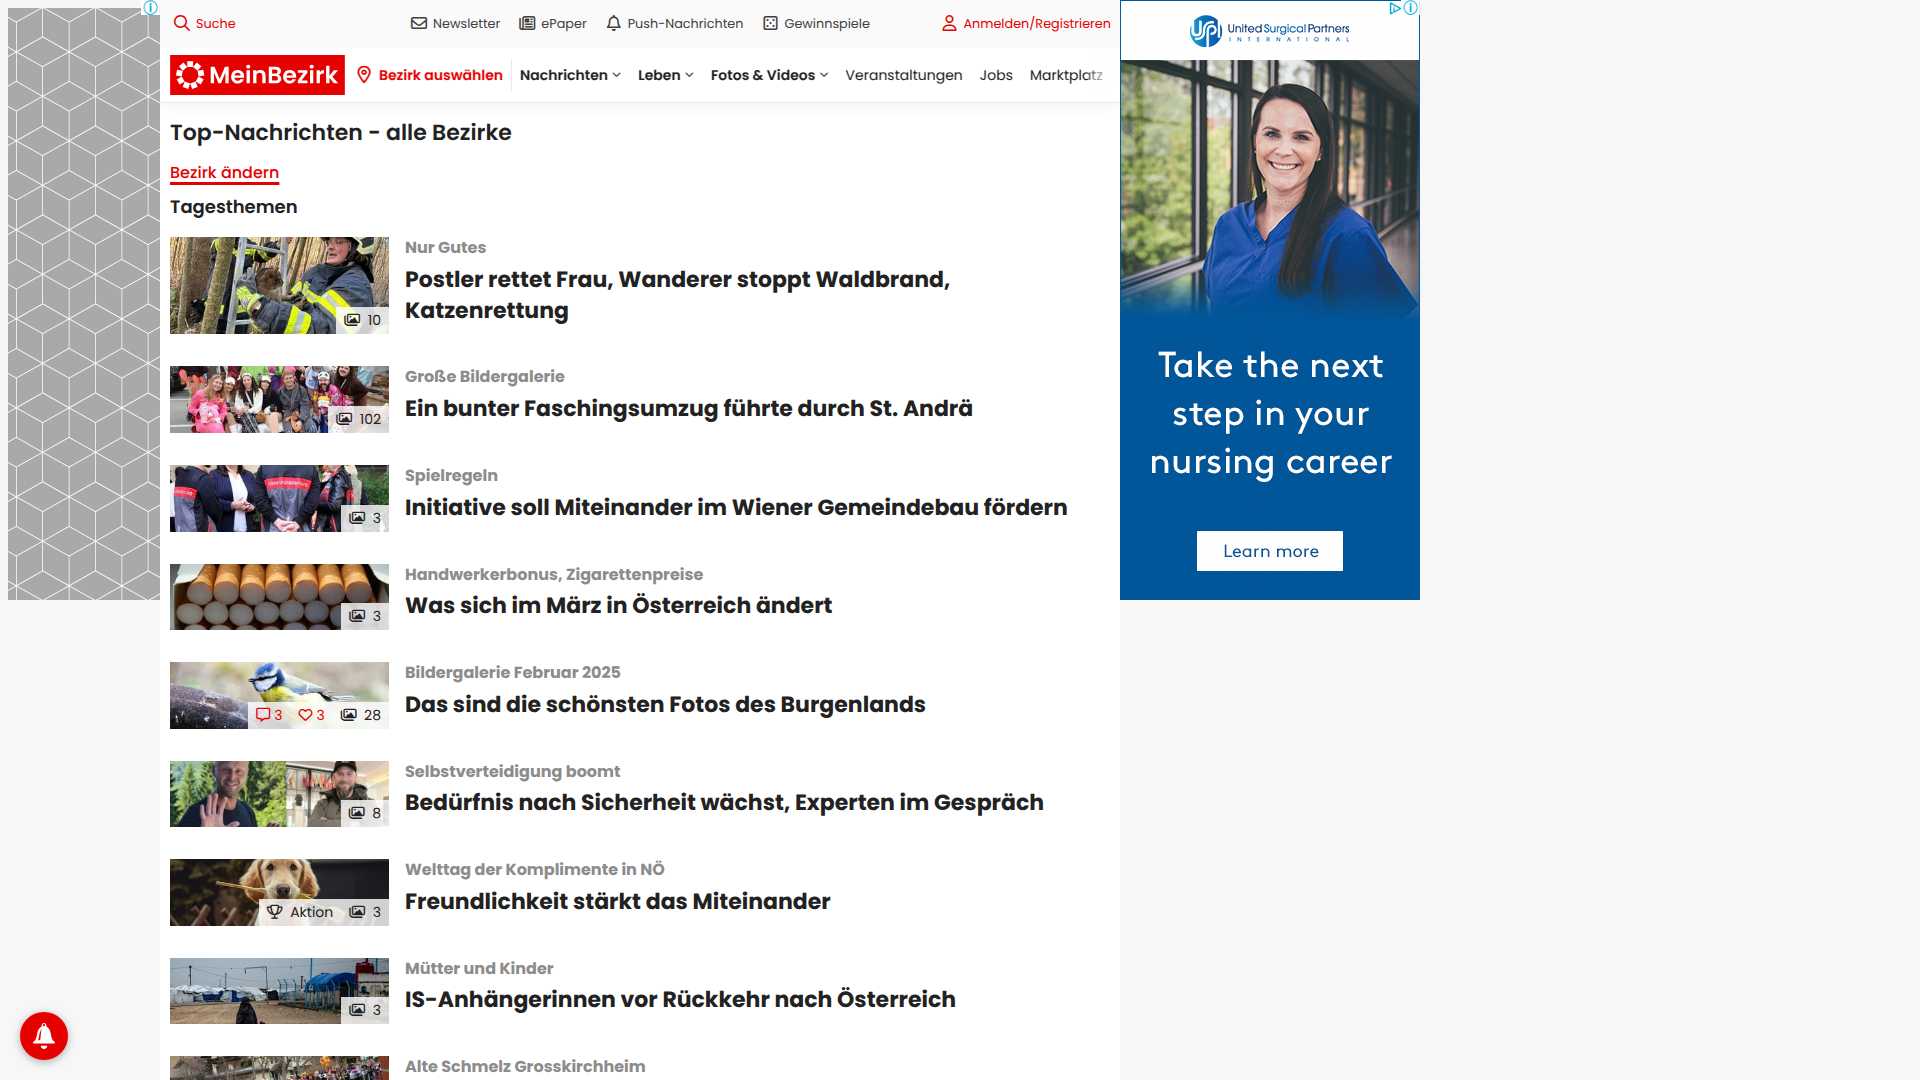 Suche
Newsletter
ePaper
Push-Nachrichten
Gewinnspiele
Anmelden/Registrieren
MeinBezirk
Bezirk auswählen
Nachrichten
Leben
Fotos & Videos
Veranstaltungen
Jobs
Marktplatz
Top-Nachrichten - alle Bezirke
Bezirk ändern
Tagesthemen
10
Nur Gutes
Postler rettet Frau, Wanderer stoppt Waldbrand,
Katzenrettung
102
Große Bildergalerie
Ein bunter Faschingsumzug führte durch St. Andrä
3
Spielregeln
Initiative soll Miteinander im Wiener Gemeindebau fördern
3
Handwerkerbonus, Zigarettenpreise
Was sich im März in Österreich ändert
3 3 28
Bildergalerie Februar 2025
Das sind die schönsten Fotos des Burgenlands
8
Selbstverteidigung boomt
Bedürfnis nach Sicherheit wächst, Experten im Gespräch
Aktion 3
Welttag der Komplimente in NÖ
Freundlichkeit stärkt das Miteinander
3
Mütter und Kinder
IS-Anhängerinnen vor Rückkehr nach Österreich
Alte Schmelz Grosskirchheim
USPI
United Surgical Partners
INTERNATIONAL
Take the next
step in your
nursing career
Learn more